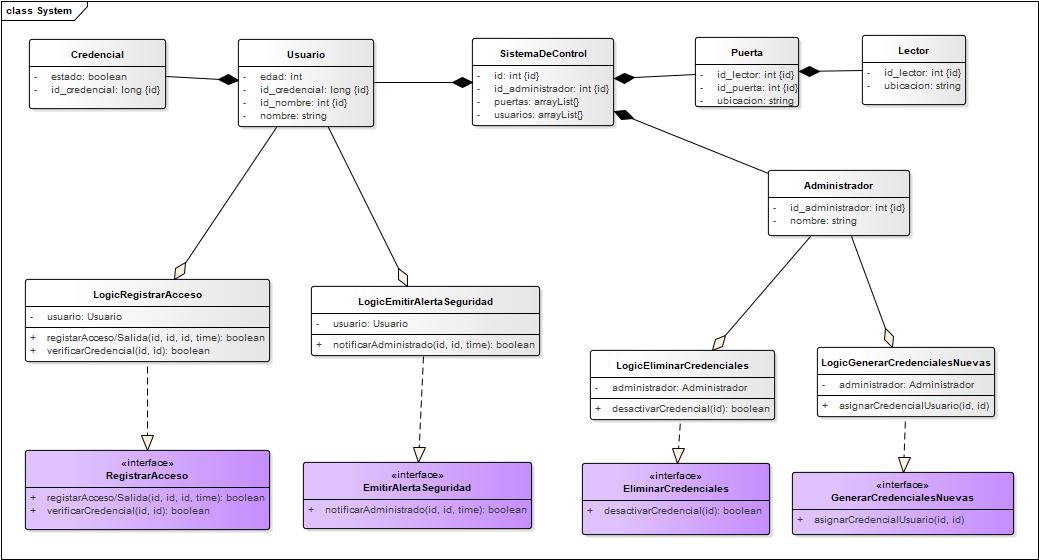 class System
Credencial
- estado: boolean
- id_credencial: long {id}
Usuario
- edad: int
- id_credencial: long {id}
- id_nombre: int {id}
- nombre: string
SistemaDeControl
- id: int {id}
- id_administrador: int {id}
- puertas: arrayList{}
- usuarios: arrayList{}
Puerta
- id_lector: int {id}
- id_puerta: int {id}
- ubicacion: string
Lector
- id_lector: int {id}
- ubicacion: string
Administrador
- id_administrador: int {id}
- nombre: string
LogicRegistrarAcceso
- usuario: Usuario
+ registarAcceso/Salida(id, id, id, time): boolean
+ verificarCredencial(id, id): boolean
LogicEmitirAlertaSeguridad
- usuario: Usuario
+ notificarAdministrado(id, id, time): boolean
LogicEliminarCredenciales
- administrador: Administrador
+ desactivarCredencial(id): boolean
LogicGenerarCredencialesNuevas
- administrador: Administrador
+ asignarCredencialUsuario(id, id)
«interface»
RegistrarAcceso
+ registarAcceso/Salida(id, id, id, time): boolean
+ verificarCredencial(id, id): boolean
«interface»
EmitirAlertaSeguridad
+ notificarAdministrado(id, id, time): boolean
«interface»
EliminarCredenciales
+ desactivarCredencial(id): boolean
«interface»
GenerarCredencialesNuevas
+ asignarCredencialUsuario(id, id)